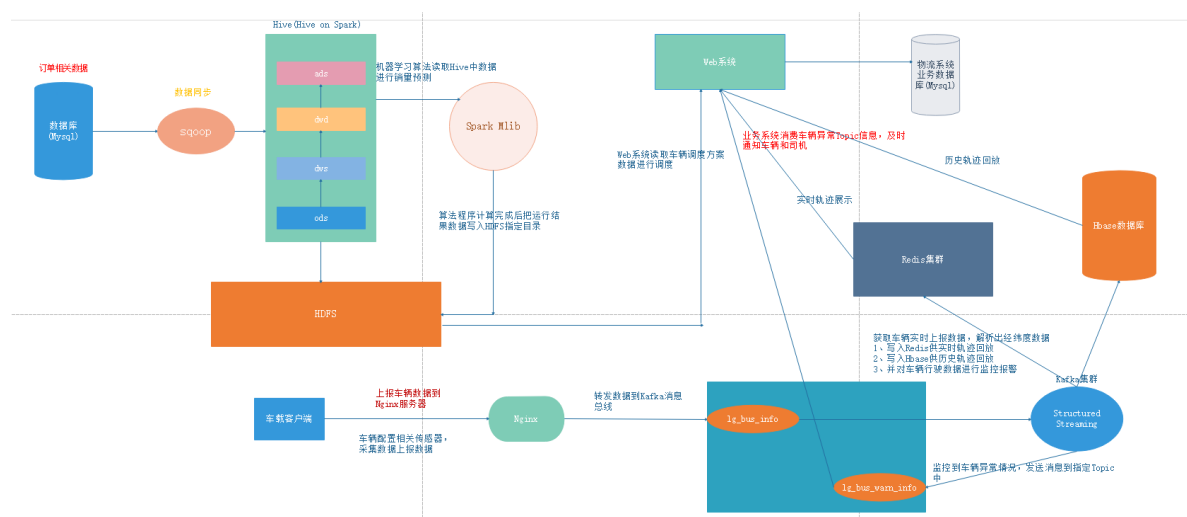 Hive(Hive on Spark)
订单相关数据
数据库
(Mysql)
数据同步
sqoop
ads
dwd
dws
ods
机器学习算法读取Hive中数据
进行销量预测
Spark Mlib
算法程序计算完成后把运行结
果数据写入HDFS指定目录
HDFS
Web系统
物流系统
业务数据
库(Mysql)
业务系统消费车辆异常Topic信息，及时
通知车辆和司机
Web系统读取车辆调度方案
数据进行调度
历史轨迹回放
实时轨迹展示
Redis集群
Hbase数据库
获取车辆实时上报数据，解析出经纬度数据
1、写入Redis供实时轨迹回放
2、写入Hbase供历史轨迹回放
3、并对车辆行驶数据进行监控报警
Kafka集群
车载客户端
上报车辆数据到
Nginx服务器
车辆配置相关传感器，
采集数据上报数据
Nginx
转发数据到Kafka消息
总线
lg_bus_info
Structured
Streaming
监控到车辆异常情况，发送消息到指定Topic
中
lg_bus_warn_info